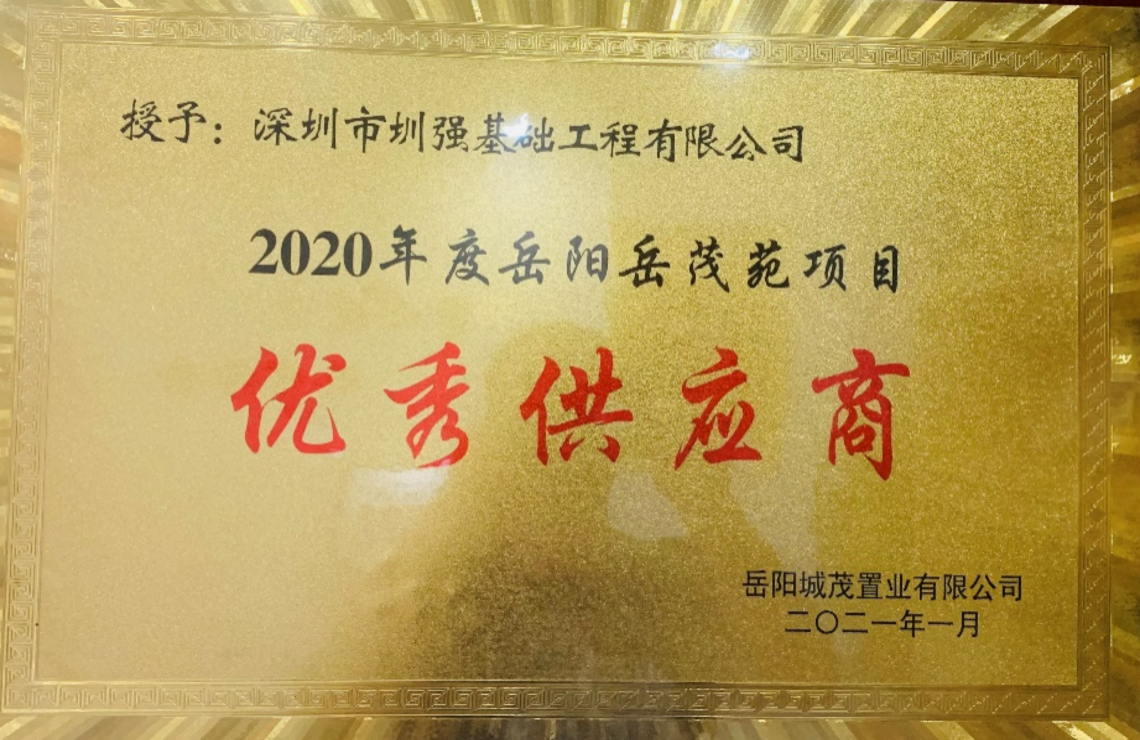 授予：深圳市圳强基础工程有限公司
2020年度岳阳岳茂苑项目
优秀供应商
岳阳城茂置业有限公司
二〇二一年一月